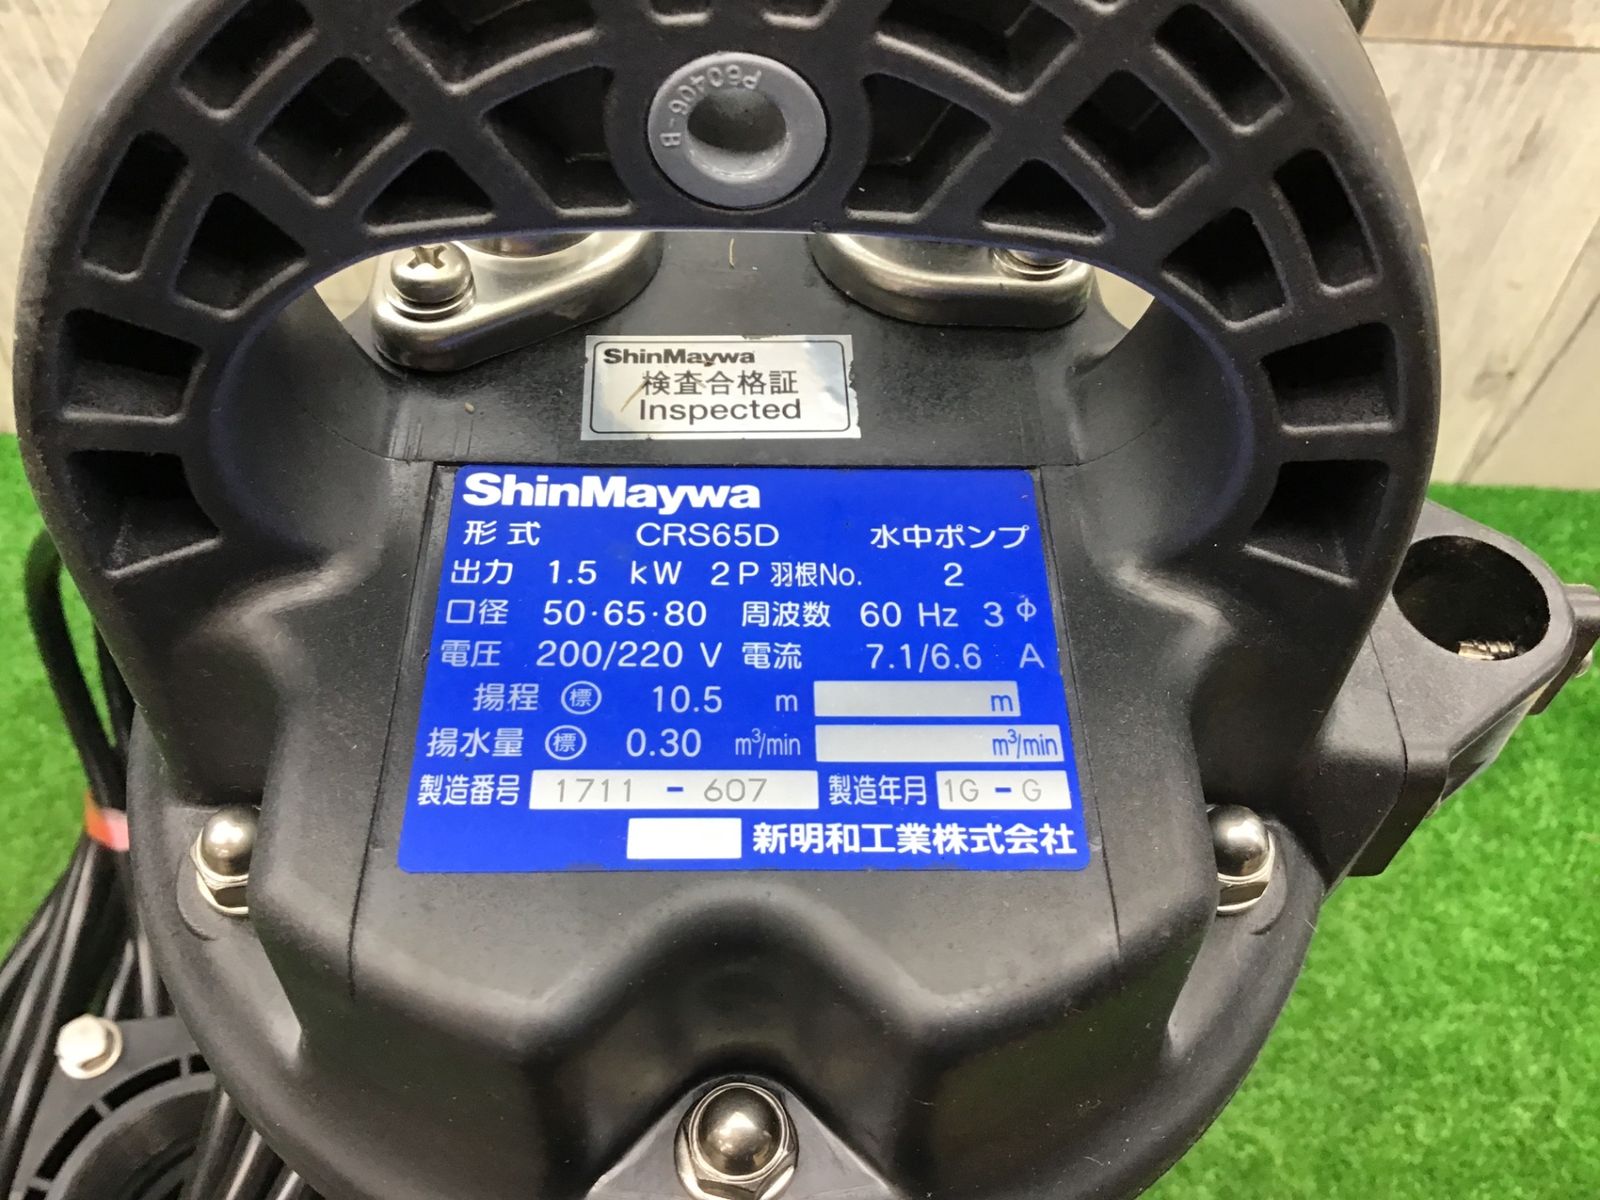 P60406-B
ShinMaywa
検査合格証
Inspected
ShinMaywa
形式 CRS65D 水中ポンプ
出力 1.5 kW 2P 羽根No. 2
口径 50·65·80 周波数 60 Hz 3 φ
電圧 200/220 V 電流 7.1/6.6 A
揚程 標 10.5 m m
揚水量 標 0.30 m³/min m³/min
製造番号 1711 - 607 製造年月 1G - G
新明和工業株式会社